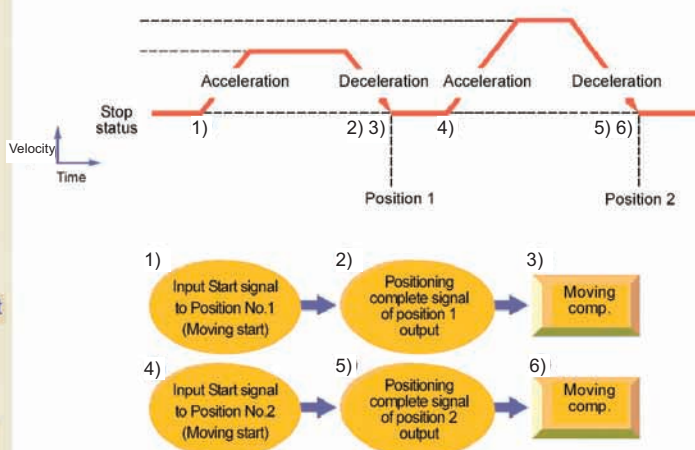 Acceleration Deceleration Acceleration Deceleration
Stop
status
1) 2) 3) 4) 5) 6)
Velocity
Time
Position 1 Position 2
1) 2) 3)
Input Start signal
to Position No.1
(Moving start)
Positioning
complete signal
of position 1
output
Moving
comp.
4) 5) 6)
Input Start signal
to Position No.2
(Moving start)
Positioning
complete signal
of position 2
output
Moving
comp.